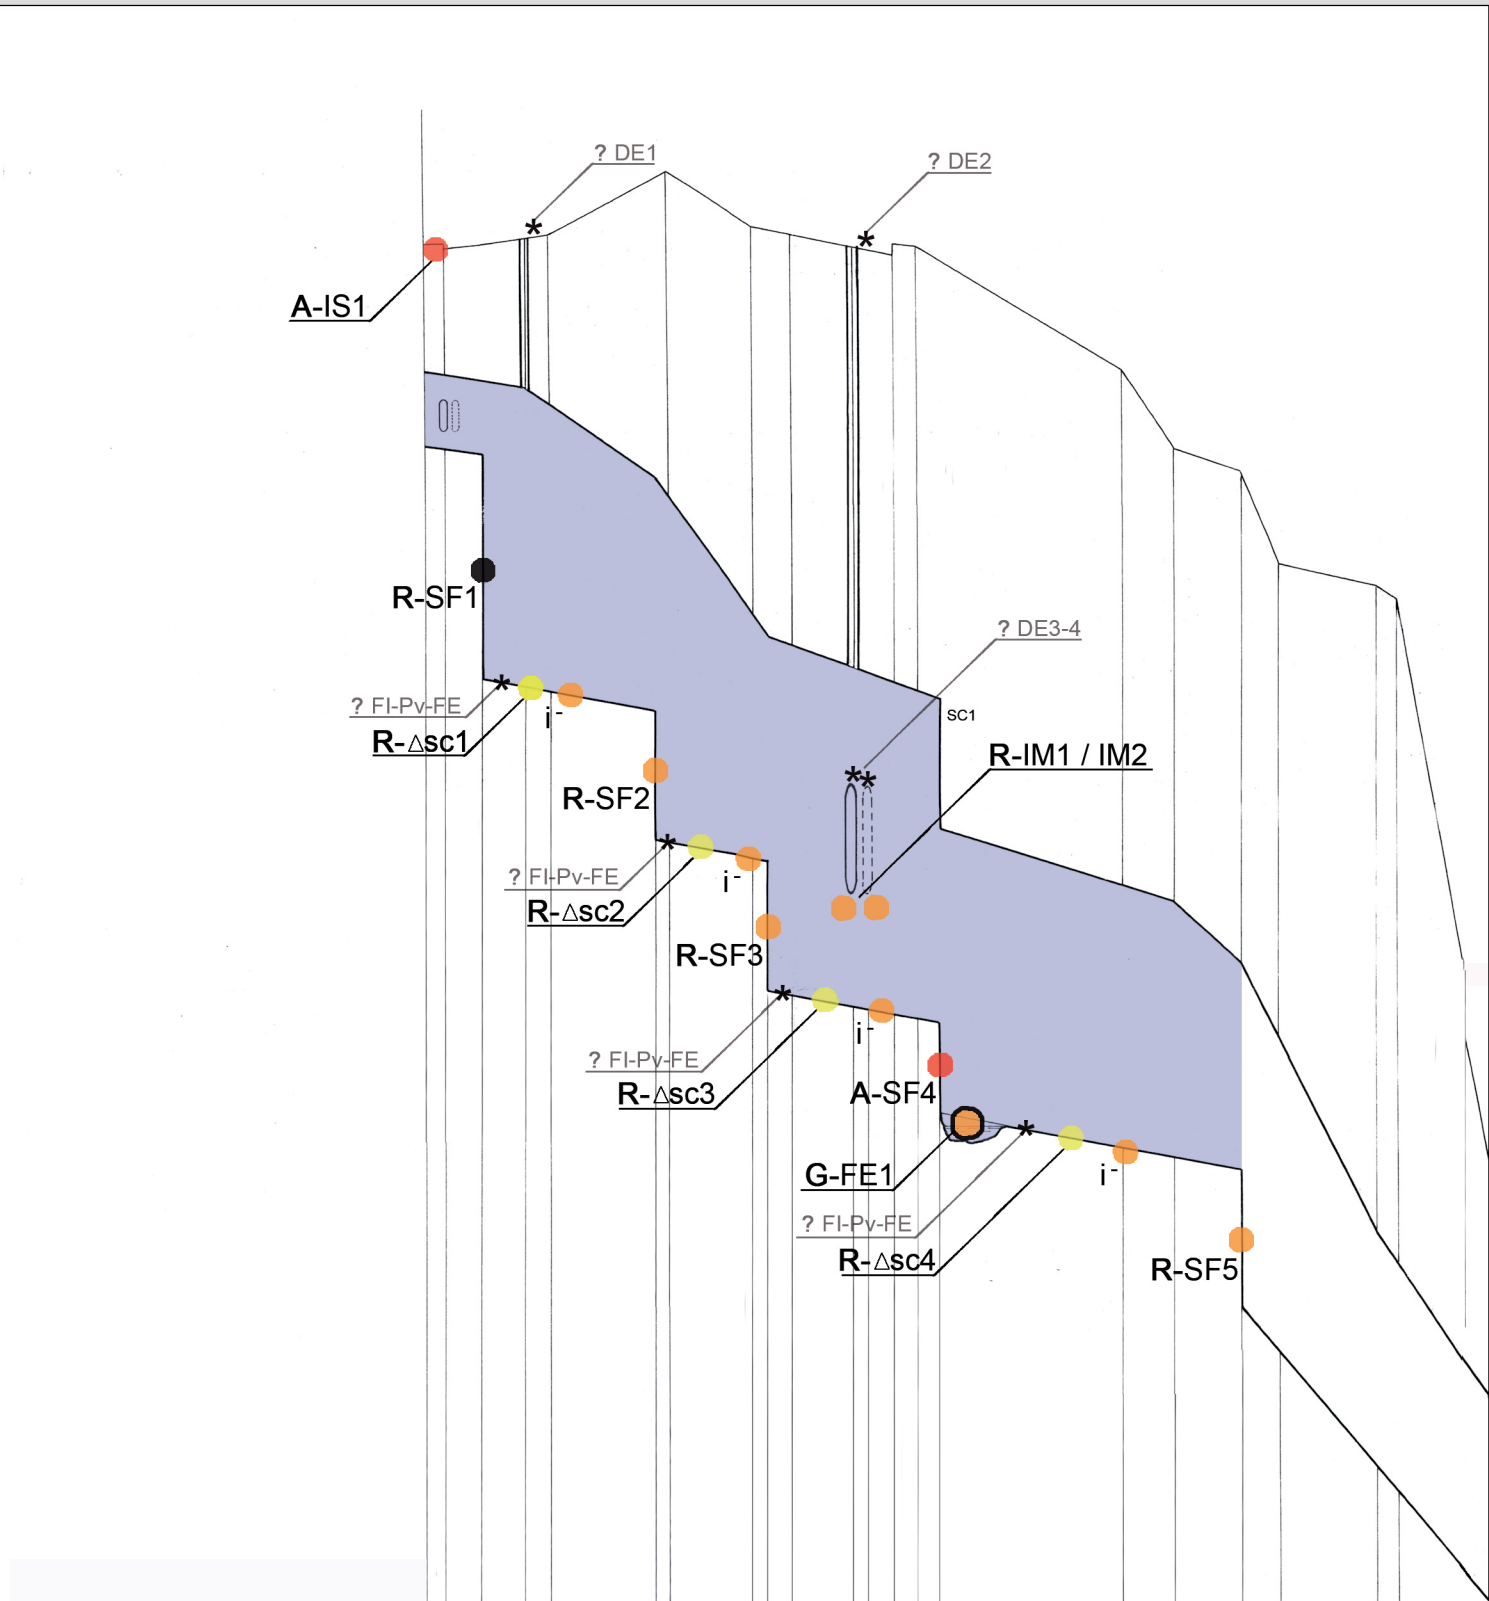 ? DE1
? DE2
*
*
A-IS1
R-SF1
? DE3-4
*
? FI-Pv-FE
i-
SC1
R-△sc1
R-IM1 / IM2
**
R-SF2
*
? FI-Pv-FE
i-
R-△sc2
R-SF3
*
i-
? FI-Pv-FE
R-△sc3
A-SF4
*
G-FE1
i-
? FI-Pv-FE
R-△sc4
R-SF5